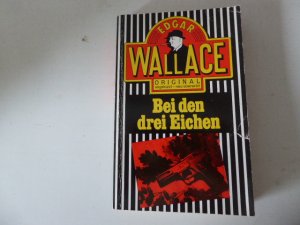 EDGAR
WALLACE
ORIGINAL
Bei den
drei Eichen